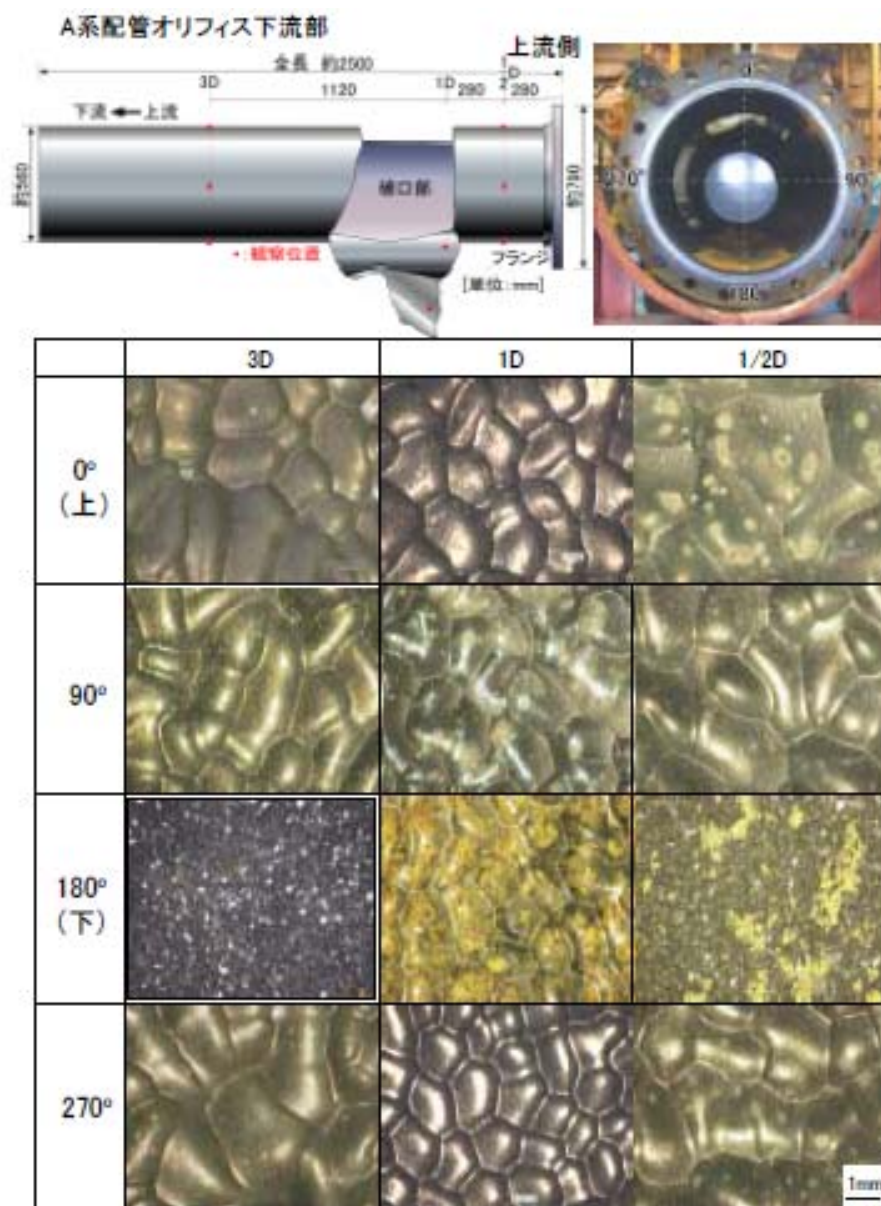 A系配管オリフィス下流部
上流側
全長 約2500
3D
1D
1/2D
1120
280
280
下流 ← 上流
約560
約790
破口部
・:観察位置
フランジ
[単位:mm]
0°
270°
90°
180°
3D 1D 1/2D
0°
(上)
90°
180°
(下)
270°
1mm